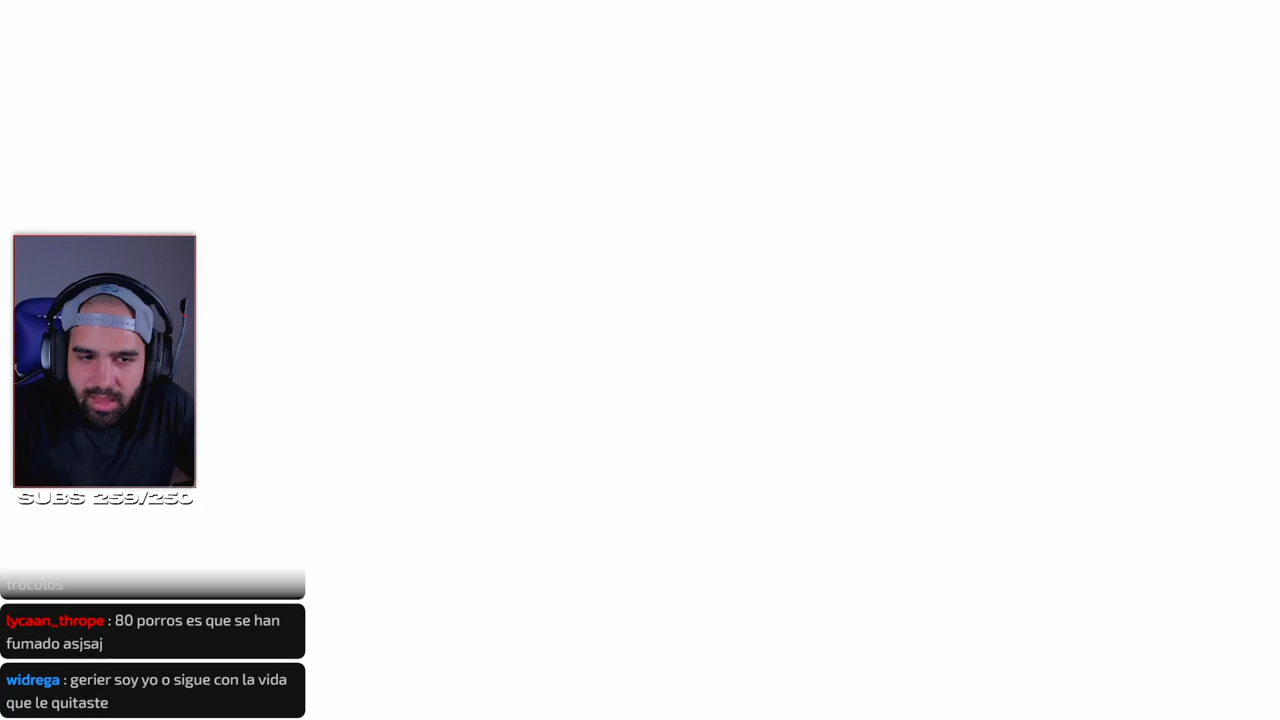 SUBS 259/250
trocolos
lycaan_thrope : 80 porros es que se han
fumado asjsaj
widrega : gerier soy yo o sigue con la vida
que le quitaste